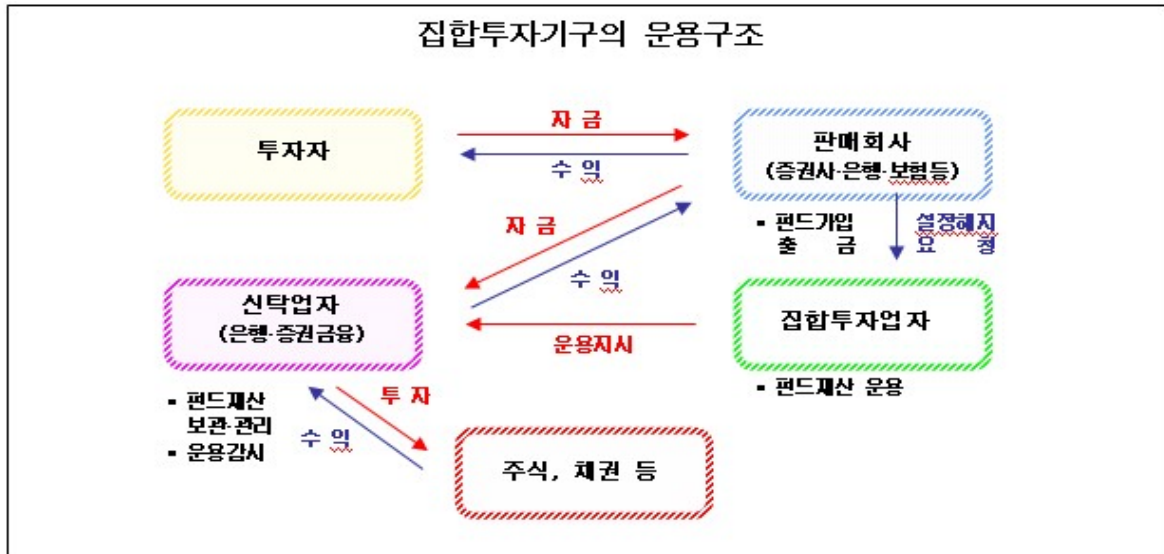 집합투자기구의 운용구조
투자자
자 금
수 익
판매회사
(증권사·은행·보험등)
▪ 펀드가입
출 금
설정해지
요 청
자 금
수 익
신탁업자
(은행·증권금융)
운용지시
집합투자업자
▪ 펀드재산
보관·관리
▪ 운용감시
투 자
수 익
▪ 펀드재산 운용
주식, 채권 등